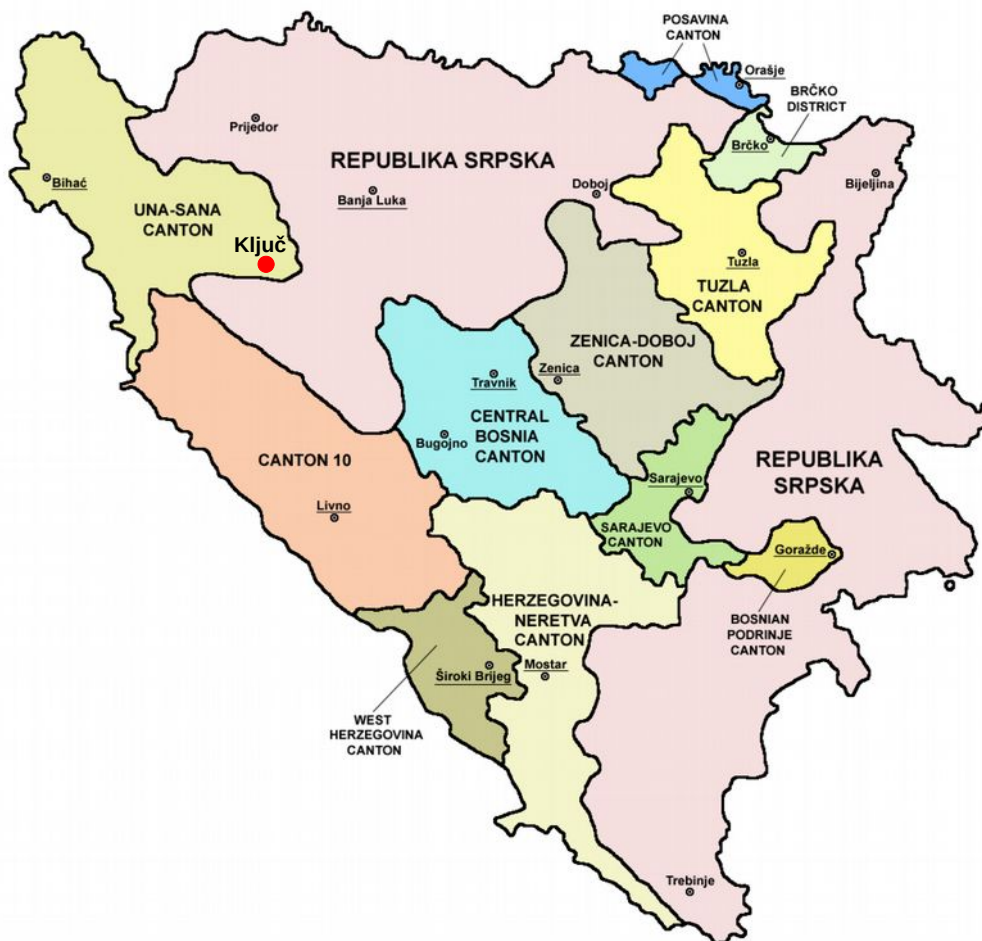 POSAVINA
CANTON
Orašje
BRČKO
DISTRICT
Prijedor
Brčko
REPUBLIKA SRPSKA
Bihać
Banja Luka
Doboj
Bijeljina
UNA-SANA
CANTON
Ključ
Tuzla
TUZLA
CANTON
ZENICA-DOBOJ
CANTON
Travnik
Zenica
CENTRAL
BOSNIA
CANTON
Bugojno
CANTON 10
REPUBLIKA
SRPSKA
Sarajevo
Livno
SARAJEVO
CANTON
Goražde
HERZEGOVINA-
NERETVA
CANTON
BOSNIAN
PODRINJE
CANTON
Široki Brijeg
Mostar
WEST
HERZEGOVINA
CANTON
Trebinje